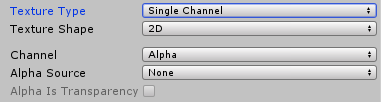 Texture Type Single Channel
Texture Shape 2D
Channel Alpha
Alpha Source None
Alpha Is Transparency